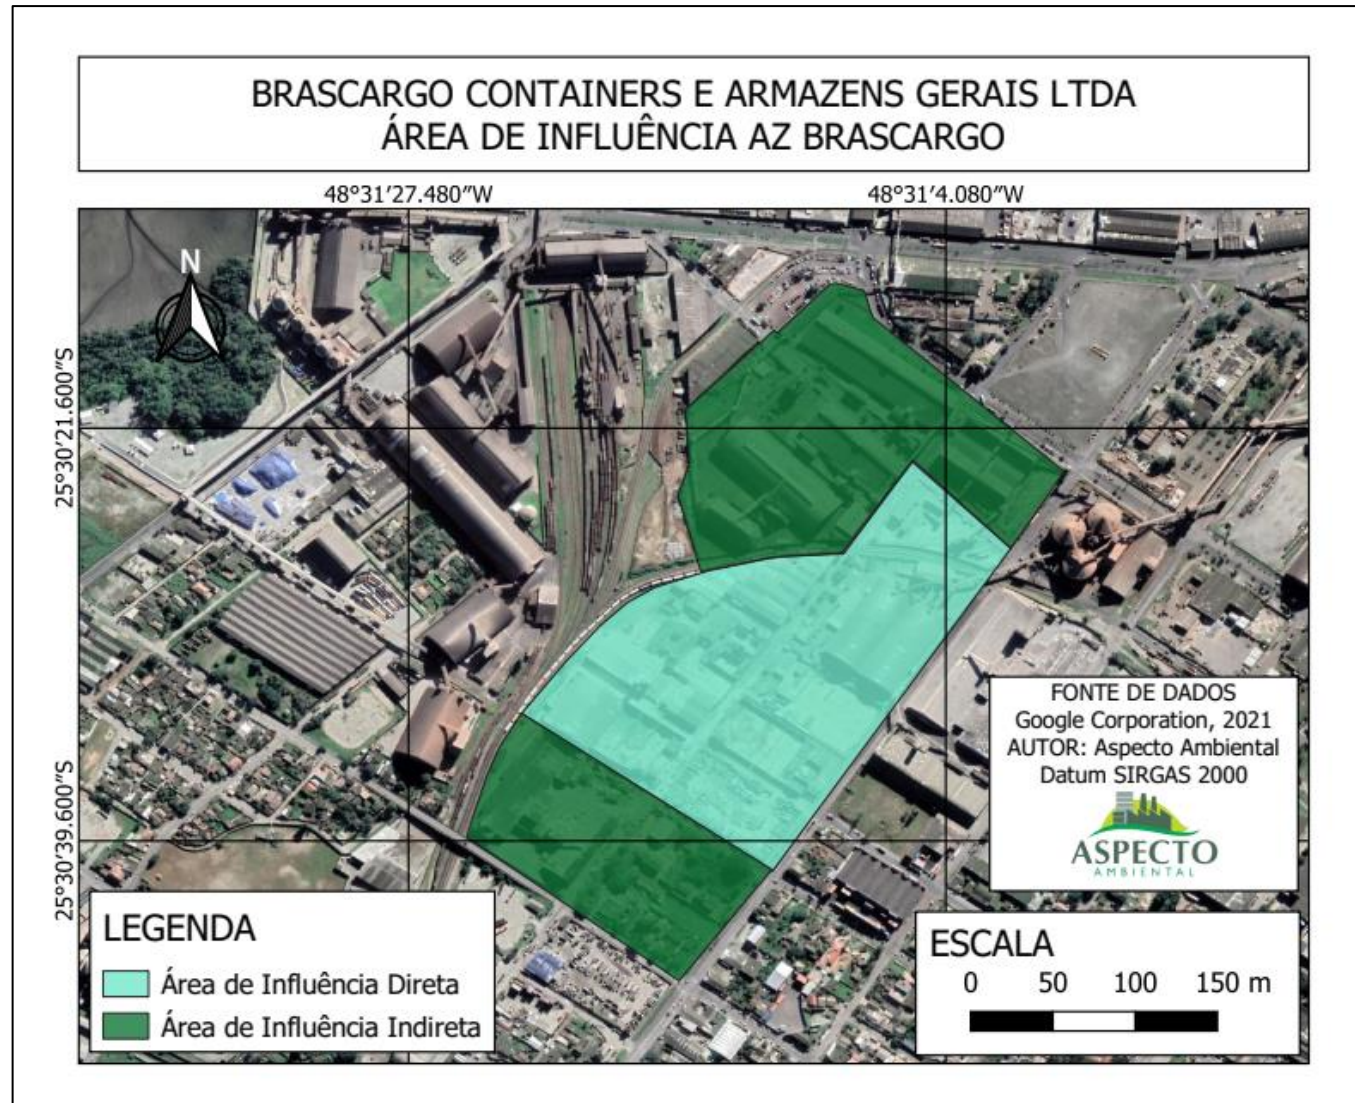 BRASCARGO CONTAINERS E ARMAZENS GERAIS LTDA
ÁREA DE INFLUÊNCIA AZ BRASCARGO
48°31′27.480″W
48°31′4.080″W
N
25°30′21.600″S
25°30′39.600″S
FONTE DE DADOS
Google Corporation, 2021
AUTOR: Aspecto Ambiental
Datum SIRGAS 2000
ASPECTO
AMBIENTAL
LEGENDA
Área de Influência Direta
Área de Influência Indireta
ESCALA
0 50 100 150 m